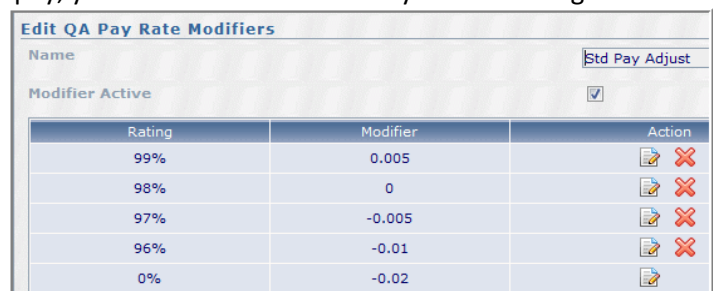 Edit QA Pay Rate Modifiers
Name Std Pay Adjust
Modifier Active
Rating Modifier Action
99% 0.005
98% 0
97% -0.005
96% -0.01
0% -0.02